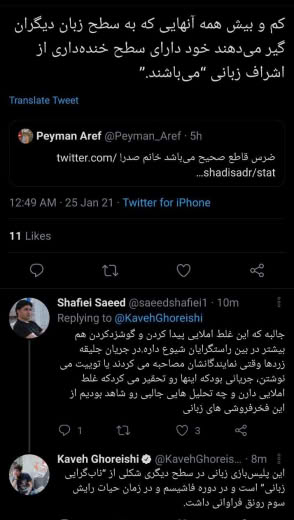 کم و بیش همه آنهایی که به سطح زبان دیگران
گیر می‌دهند خود دارای سطح خنده‌داری از
اشراف زبانی “می‌باشند.”
Translate Tweet
Peyman Aref @Peyman_Aref · 5h
ضرس قاطع صحیح می‌باشد خانم صدر! twitter.com/
shadisadr/stat…
12:49 AM · 25 Jan 21 · Twitter for iPhone
11 Likes
Shafiei Saeed @saeedshafiei1 · 10m
Replying to @KavehGhoreishi
جالبه که این غلط املایی پیدا کردن و گوشزدکردن هم
بیشتر در بین راستگرایان شیوع داره.در جریان جلیقه
زردها وقتی نمایندگانشان مصاحبه می کردند یا توییت می
نوشتن، جریانی بودکه اینها رو تحقیر می کردکه غلط
املایی دارن و چه تحلیل هایی جالبی رو شاهد بودیم از
این فخرفروشی های زبانی
1 3
Kaveh Ghoreishi @KavehGhoreis… · 8m
این پلیس‌بازی زبانی در سطح دیگری شکلی از “ناب‌گرایی
زبانی” است و در دوره فاشیسم و در زمان حیات رایش
سوم رونق فراوانی داشت.